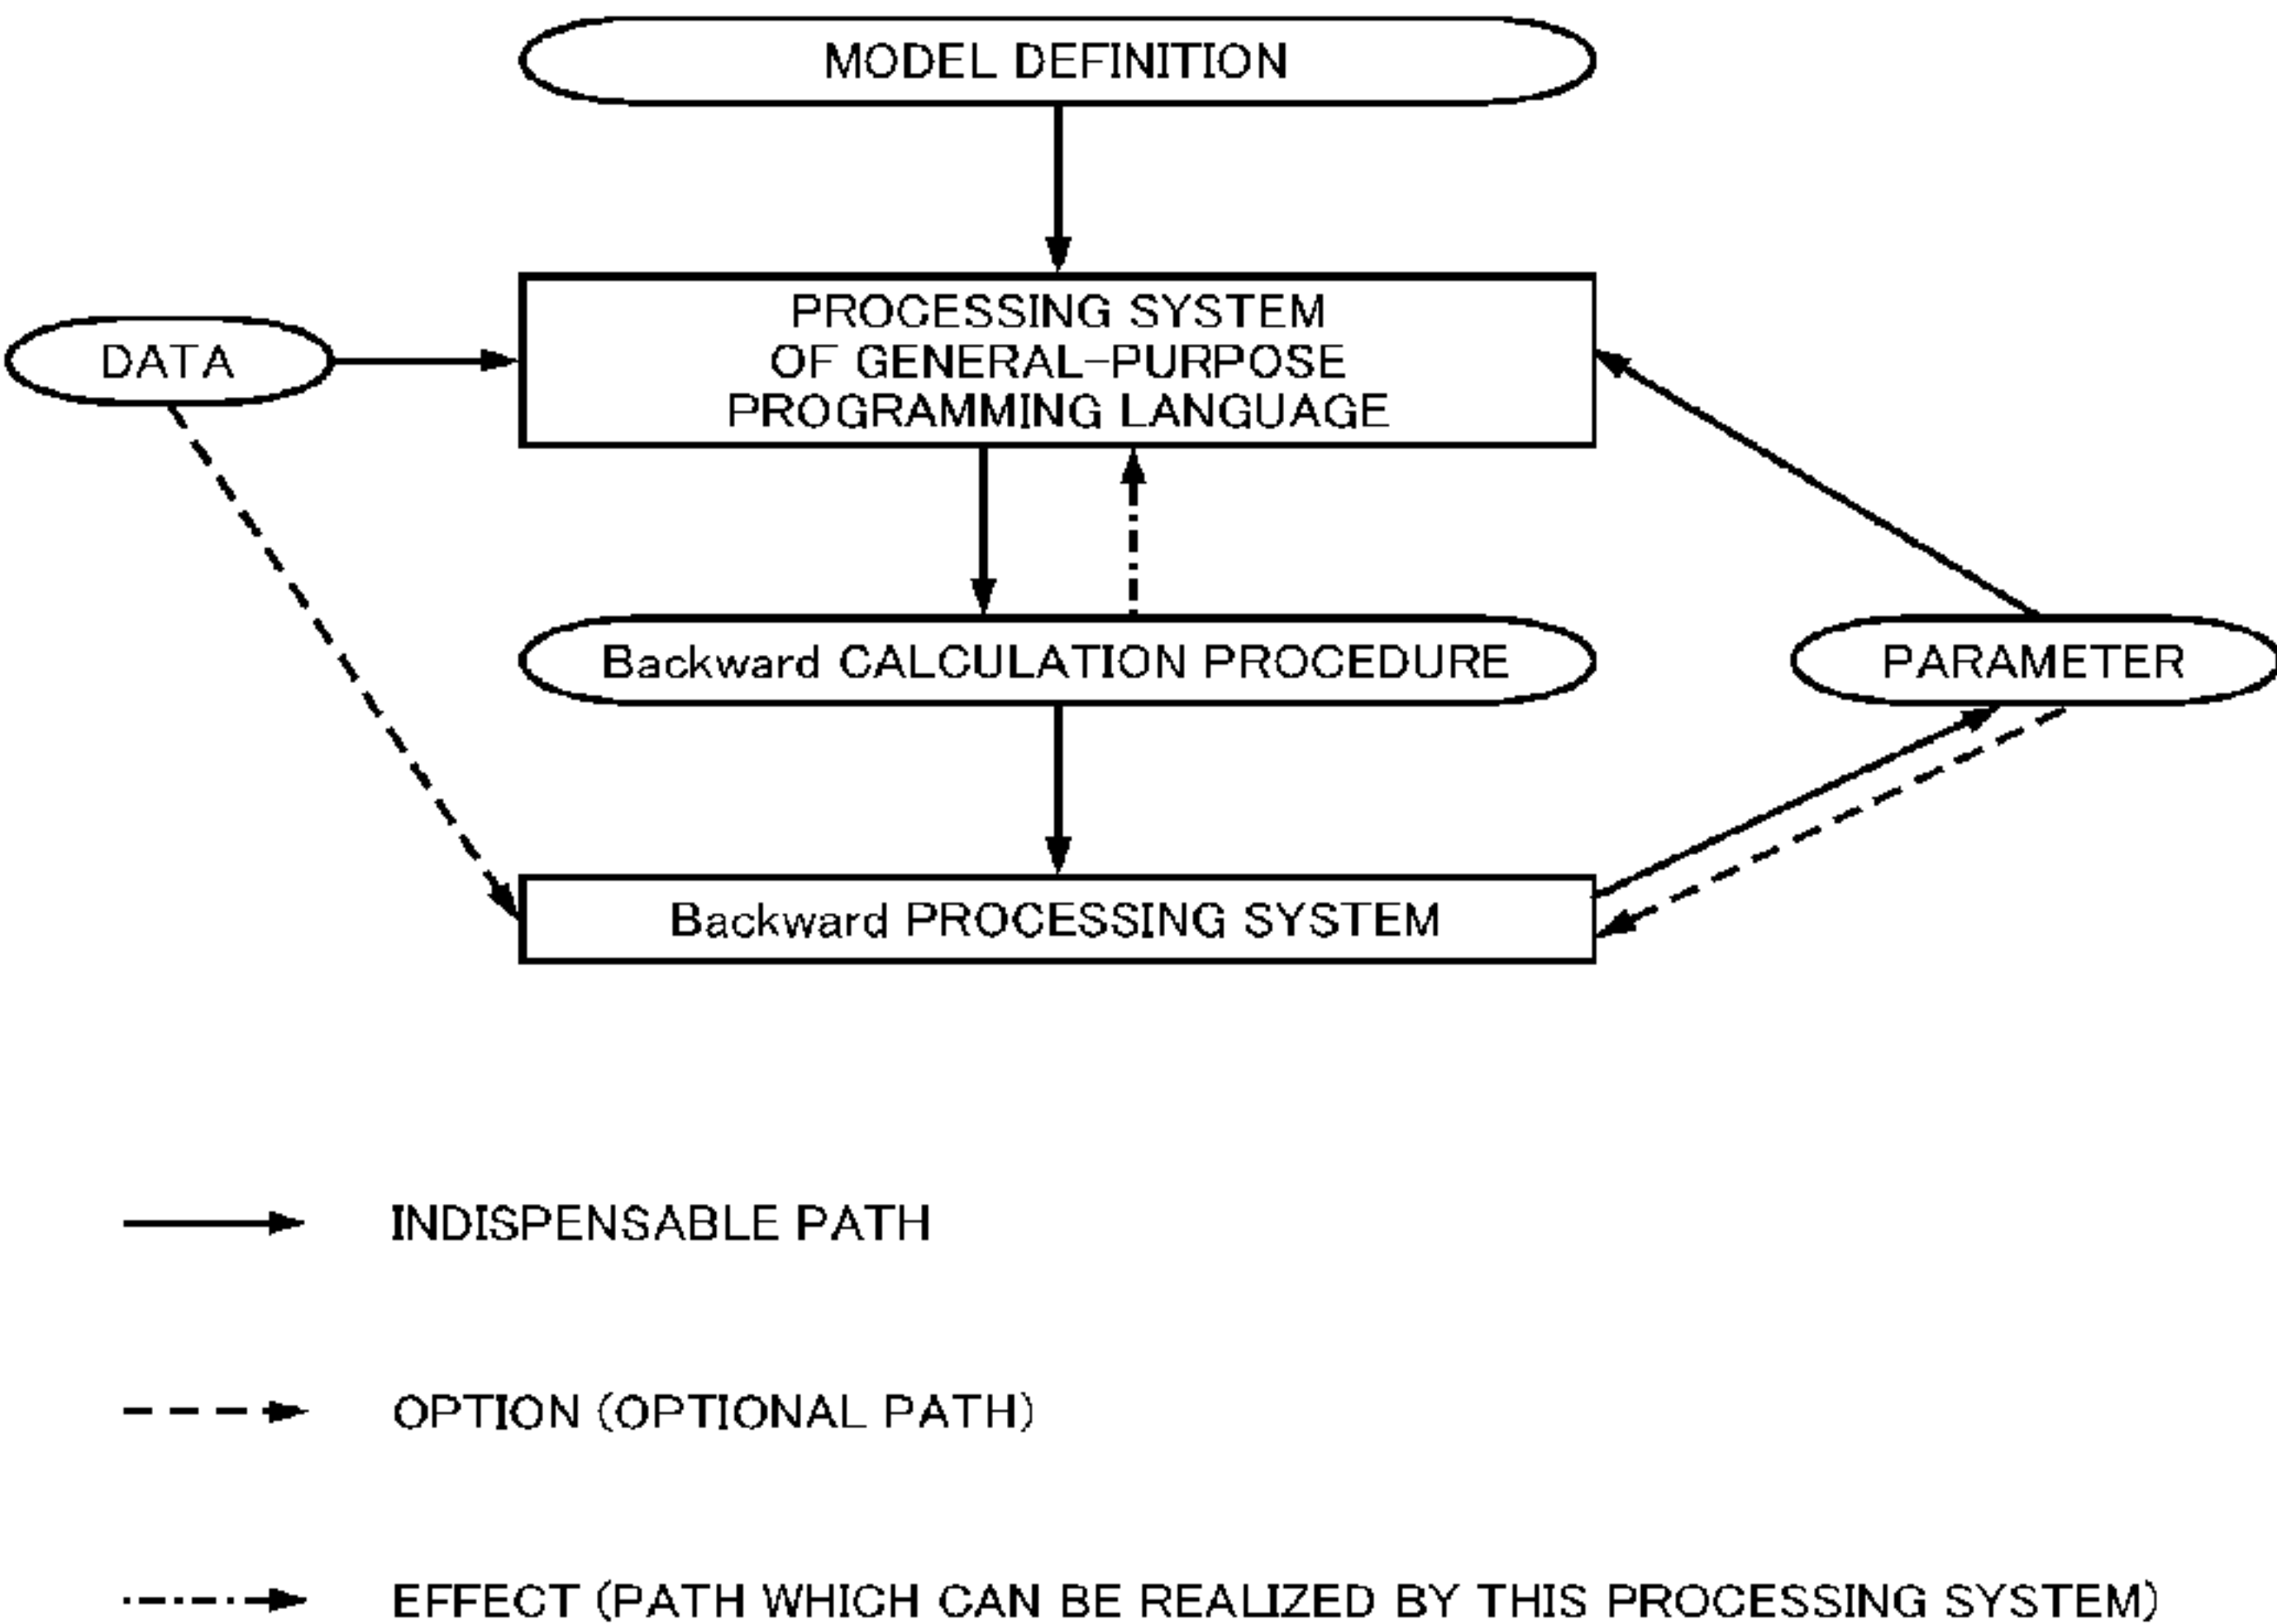 MODEL DEFINITION
PROCESSING SYSTEM
OF GENERAL-PURPOSE
PROGRAMMING LANGUAGE
DATA
Backward CALCULATION PROCEDURE
PARAMETER
Backward PROCESSING SYSTEM
INDISPENSABLE PATH
OPTION (OPTIONAL PATH)
EFFECT (PATH WHICH CAN BE REALIZED BY THIS PROCESSING SYSTEM)